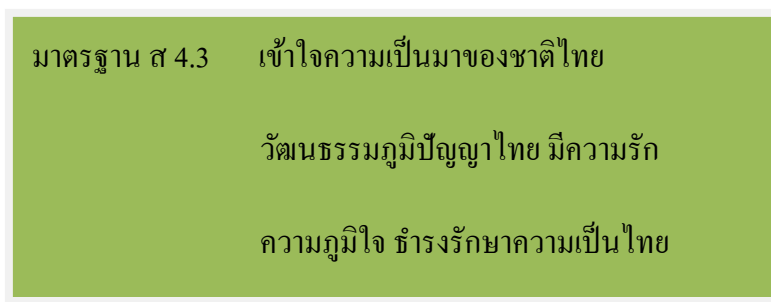 มาตรฐาน ส 4.3 เข้าใจความเป็นมาของชาติไทย
วัฒนธรรมภูมิปัญญาไทย มีความรัก
ความภูมิใจ ธำรงรักษาความเป็นไทย